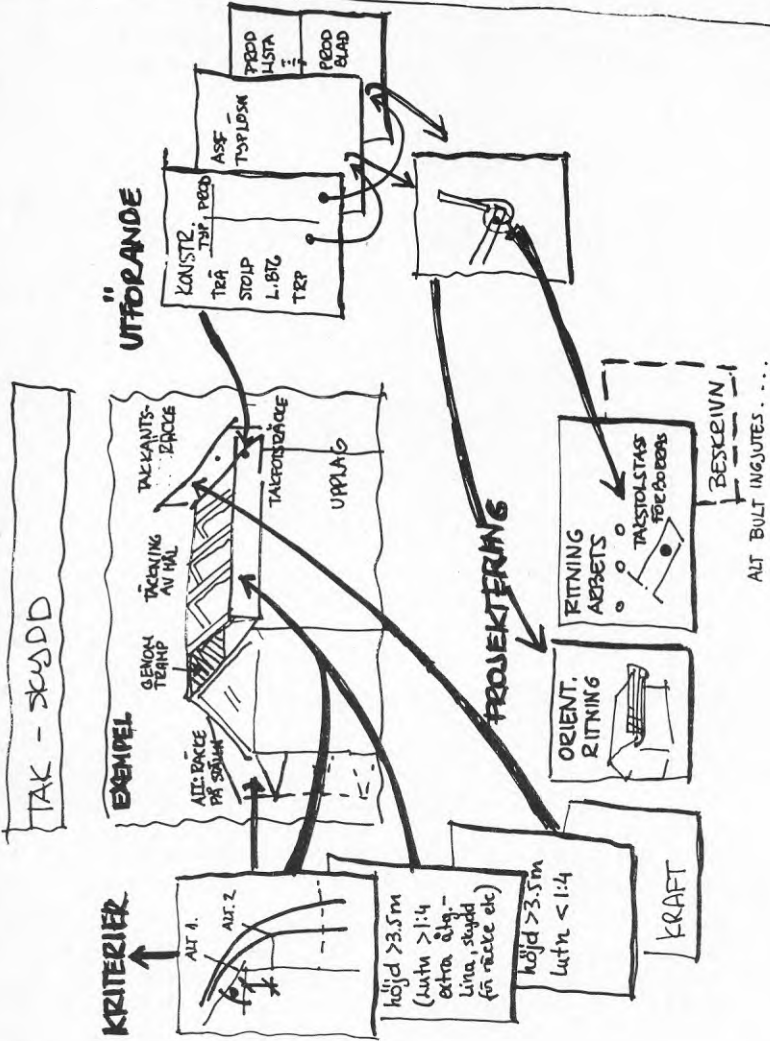 TAK - SKYDD
KRITERIER
ALT 1.
ALT. 2
höjd >3.5m
(Lutn >1:4
extra åtg.-
Lina, skydd
för räcke etc)
höjd >3.5m
Lutn <1:4
KRAFT
EXEMPEL
ALT: RÄCKE
PÅ STÄLLN
GENOM
TRAMP
TÄCKNING
AV HÅL
TAKKANTS-
RÄCKE
TAKFOTSRÄCKE
UPPLAG
UTFÖRANDE
KONSTR.
TYP, PROD
TRÄ
STOLP
L.BTG
TRP
ASF -
TYPLÖSN
PROD
LISTA
PROD
BLAD
PROJEKTERING
ORIENT.
RITNING
RITNING
ARBETS
TAKSTOLSTASS
FÖRBORRAS
BESKRIVN
ALT BULT INGJUTES....